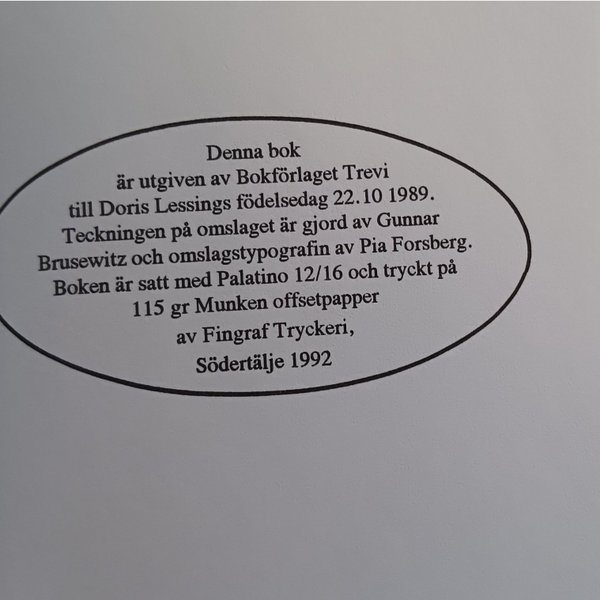 Denna bok
är utgiven av Bokförlaget Trevi
till Doris Lessings födelsedag 22.10 1989.
Teckningen på omslaget är gjord av Gunnar
Brusewitz och omslagstypografin av Pia Forsberg.
Boken är satt med Palatino 12/16 och tryckt på
115 gr Munken offsetpapper
av Fingraf Tryckeri,
Södertälje 1992